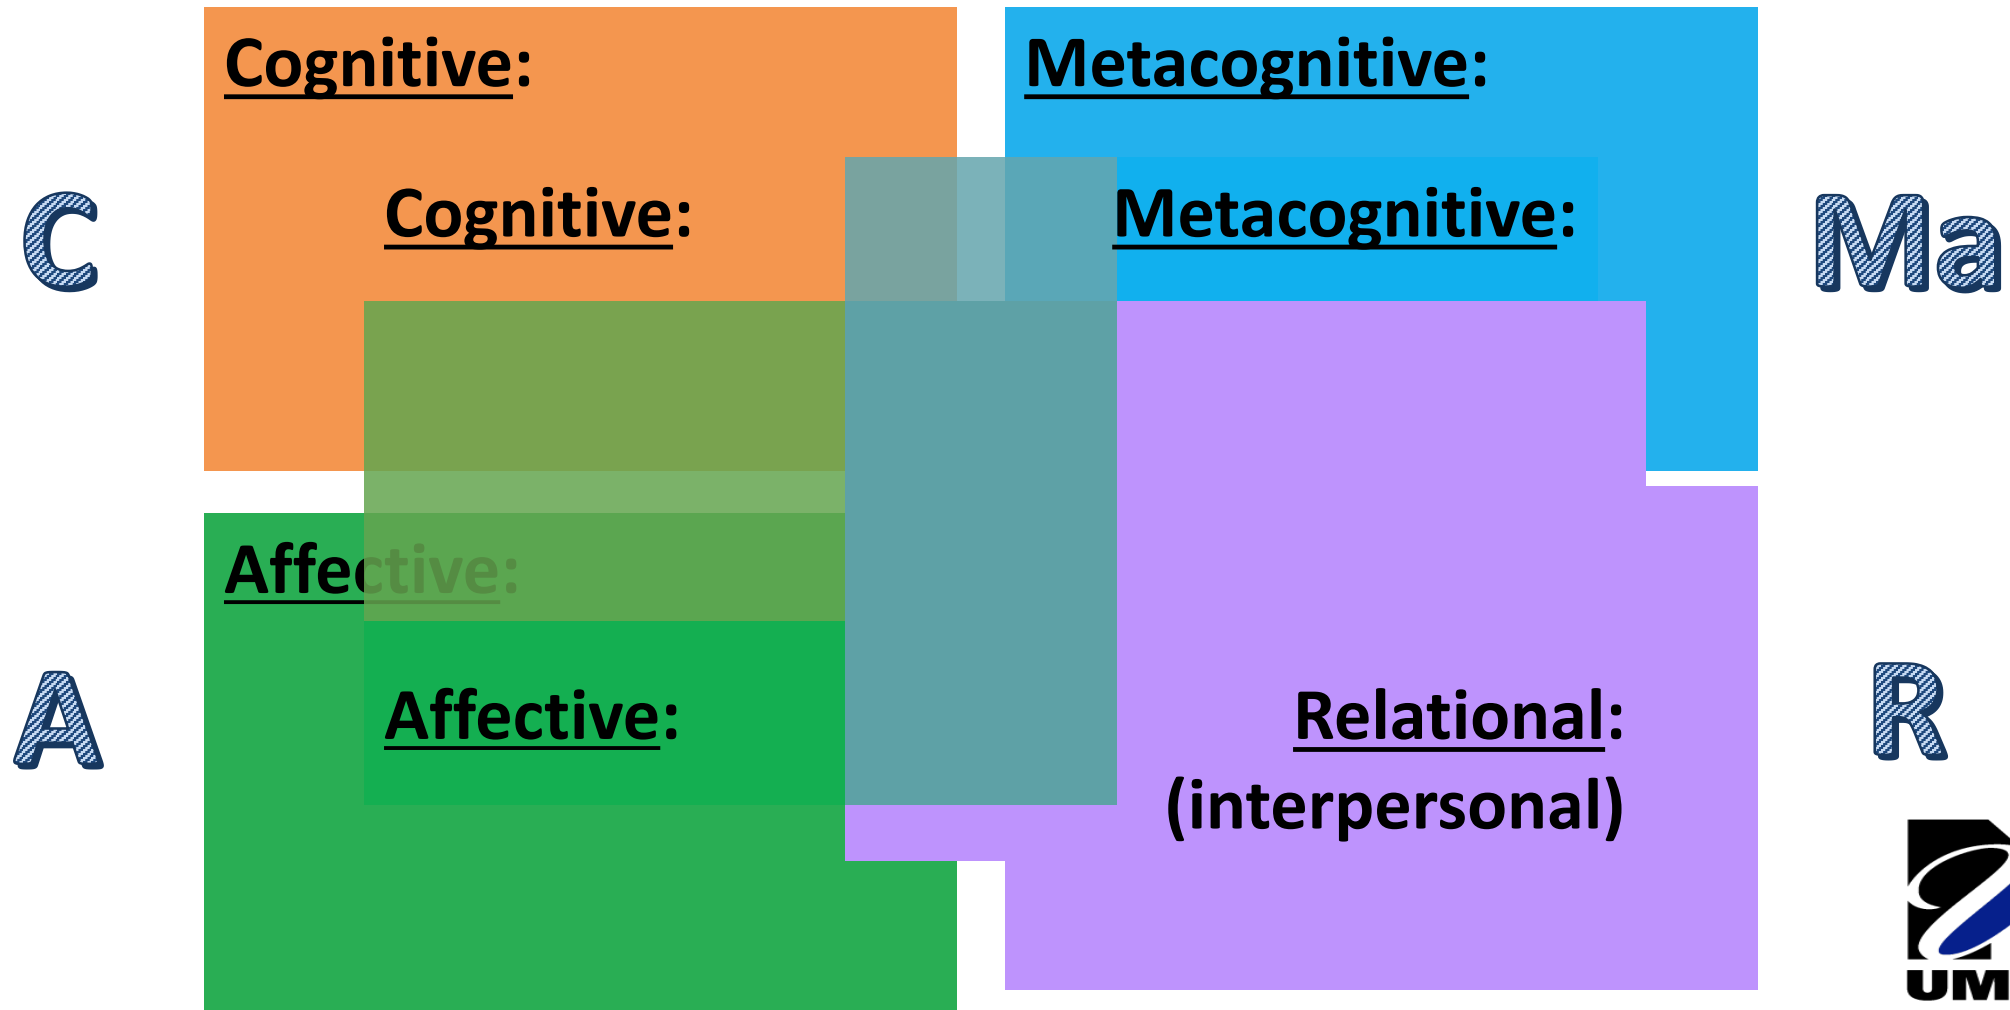 Cognitive:
Metacognitive:
C
Cognitive:
Metacognitive:
Ma
Affective:
A
Affective:
Relational:
(interpersonal)
R
UM